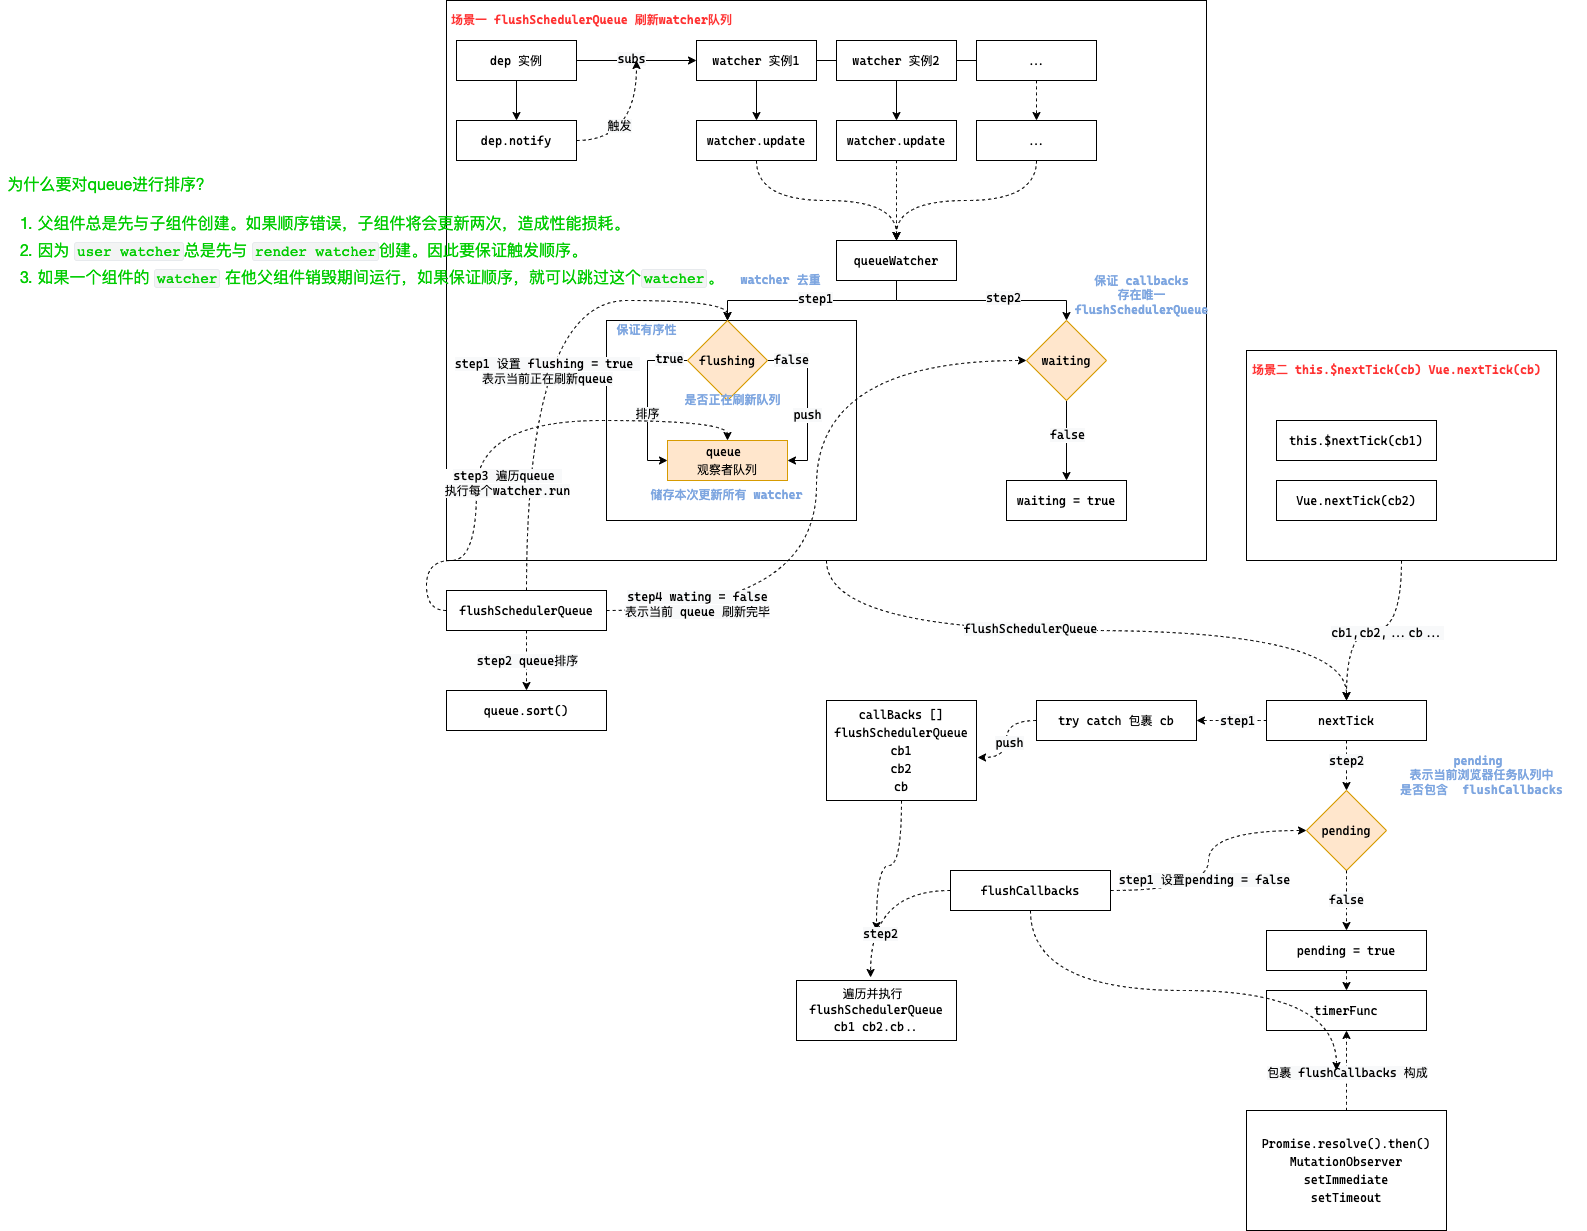 场景一 flushSchedulerQueue 刷新watcher队列
dep 实例
subs
watcher 实例1
watcher 实例2
...
dep.notify
触发
watcher.update
watcher.update
...
为什么要对queue进行排序?
1. 父组件总是先与子组件创建。如果顺序错误，子组件将会更新两次，造成性能损耗。
2. 因为 user watcher 总是先与 render watcher 创建。因此要保证触发顺序。
3. 如果一个组件的 watcher 在他父组件销毁期间运行，如果保证顺序，就可以跳过这个 watcher 。
queueWatcher
watcher 去重
step1
step2
保证 callbacks
存在唯一
flushSchedulerQueue
保证有序性
step1 设置 flushing = true
表示当前正在刷新queue
true
flushing
false
waiting
是否正在刷新队列
排序
push
false
queue
观察者队列
储存本次更新所有 watcher
step3 遍历queue
执行每个watcher.run
waiting = true
场景二 this.$nextTick(cb) Vue.nextTick(cb)
this.$nextTick(cb1)
Vue.nextTick(cb2)
flushSchedulerQueue
step4 wating = false
表示当前 queue 刷新完毕
flushSchedulerQueue
cb1,cb2,...cb...
step2 queue排序
queue.sort()
callBacks []
flushSchedulerQueue
cb1
cb2
cb
push
try catch 包裹 cb
step1
nextTick
step2
pending
表示当前浏览器任务队列中
是否包含 flushCallbacks
pending
flushCallbacks
step1 设置pending = false
false
step2
pending = true
遍历并执行
flushSchedulerQueue
cb1 cb2.cb..
timerFunc
包裹 flushCallbacks 构成
Promise.resolve().then()
MutationObserver
setImmediate
setTimeout